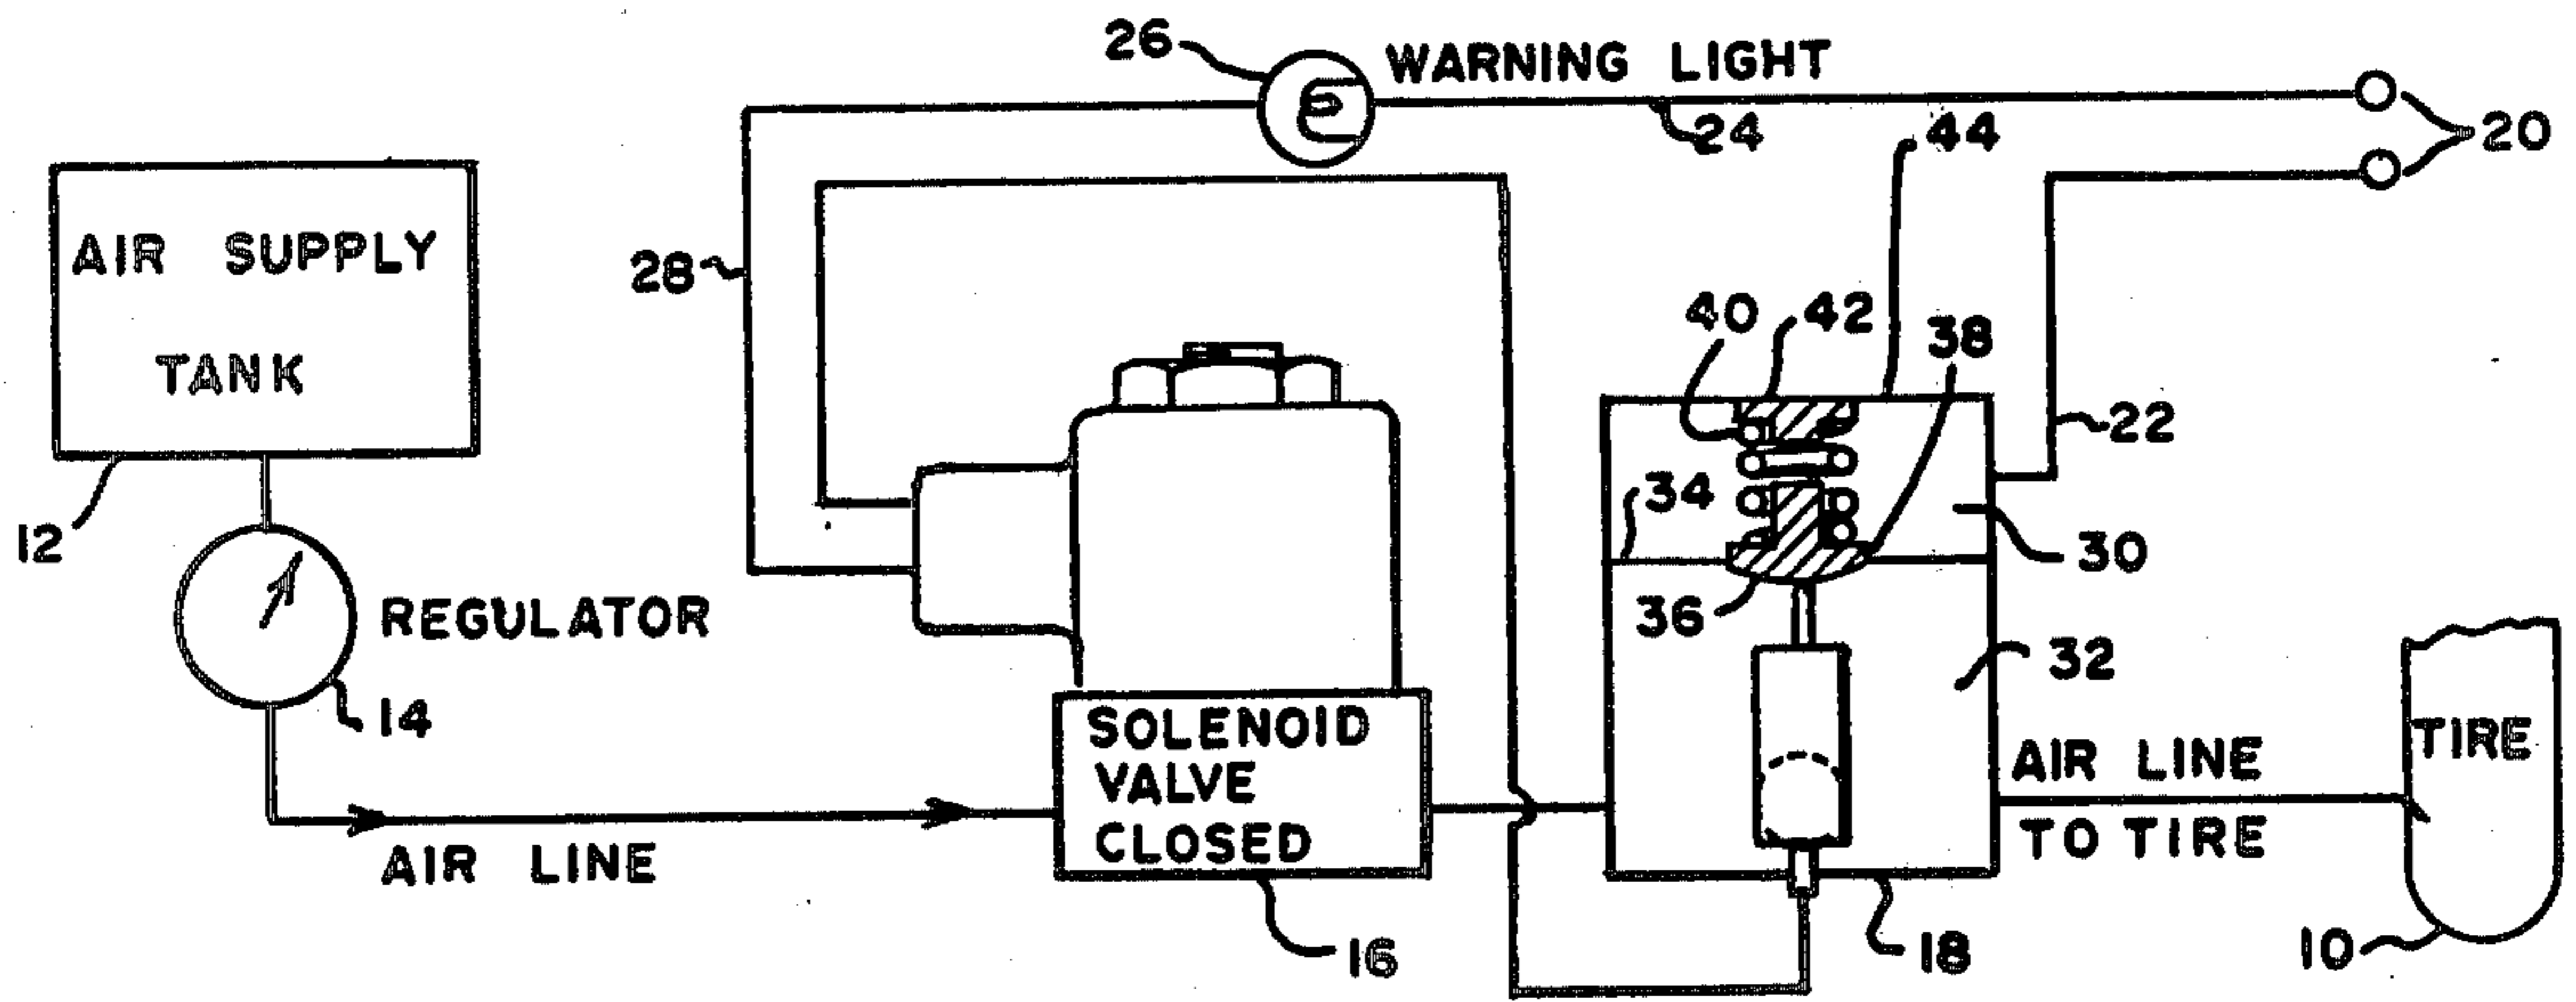 26
WARNING LIGHT
24
44
20
AIR SUPPLY
TANK
28
40
42
38
34
22
12
30
REGULATOR
36
32
14
SOLENOID
VALVE
CLOSED
AIR LINE
TO TIRE
TIRE
AIR LINE
16
18
10